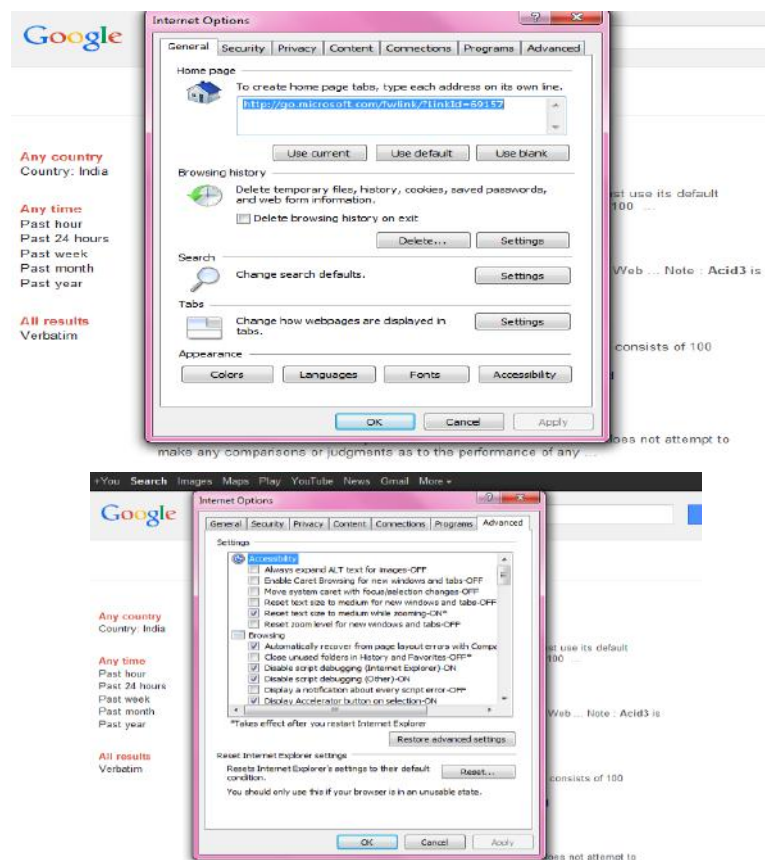 Internet Options
Google
General Security Privacy Content Connections Programs Advanced
Home page
To create home page tabs, type each address on its own line.
http://go.microsoft.com/fwlink/?LinkId=69157
Use current Use default Use blank
Any country
Country: India
Browsing history
Delete temporary files, history, cookies, saved passwords,
and web form information.
Delete browsing history on exit
Delete... Settings
use its default
100 ...
Any time
Past hour
Past 24 hours
Past week
Past month
Past year
Search
Change search defaults.
Settings
Web ... Note : Acid3 is
Tabs
Change how webpages are displayed in
tabs.
Settings
All results
Verbatim
consists of 100
Appearance
Colors Languages Fonts Accessibility
OK Cancel Apply
not attempt to
make any comparisons or judgments as to the performance of any ...
+You Search Images Maps Play YouTube News Gmail More
Internet Options
Google
General Security Privacy Content Connections Programs Advanced
Settings
Accessibility
Always expand ALT text for images-OFF
Enable Caret Browsing for new windows and tabs-OFF
Move system caret with focus/selection changes-OFF
Reset text size to medium for new windows and tabs-OFF
Reset text size to medium while zooming-ON*
Reset zoom level for new windows and tabs-OFF
Browsing
Automatically recover from page layout errors with Compa
Close unused folders in History and Favorites-OFF*
Disable script debugging (Internet Explorer)-ON
Disable script debugging (Other)-ON
Display a notification about every script error-OFF
Display Accelerator button on selection-ON
*Takes effect after you restart Internet Explorer
Restore advanced settings
Any country
Country: India
use its default
100 ...
Any time
Past hour
Past 24 hours
Past week
Past month
Past year
Web ... Note : Acid3 is
Reset Internet Explorer settings
Resets Internet Explorer's settings to their default
condition.
Reset...
You should only use this if your browser is in an unusable state.
All results
Verbatim
consists of 100
OK Cancel Apply
not attempt to